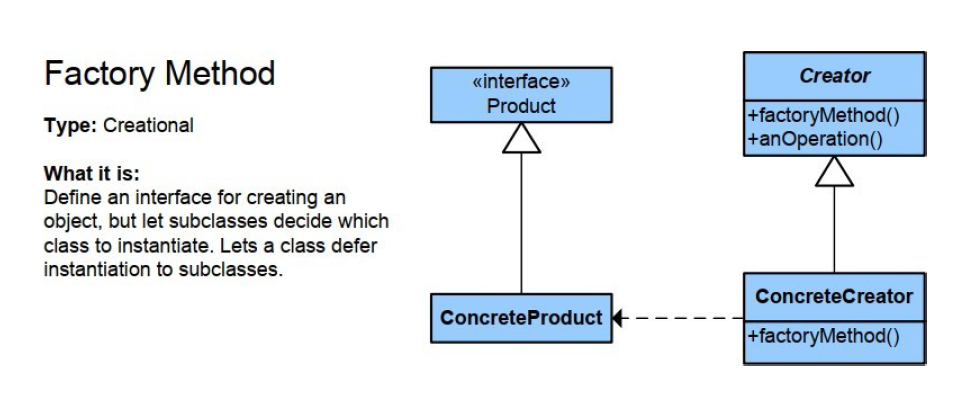 Factory Method
Type: Creational
What it is:
Define an interface for creating an
object, but let subclasses decide which
class to instantiate. Lets a class defer
instantiation to subclasses.
«interface»
Product
ConcreteProduct
Creator
+factoryMethod()
+anOperation()
ConcreteCreator
+factoryMethod()